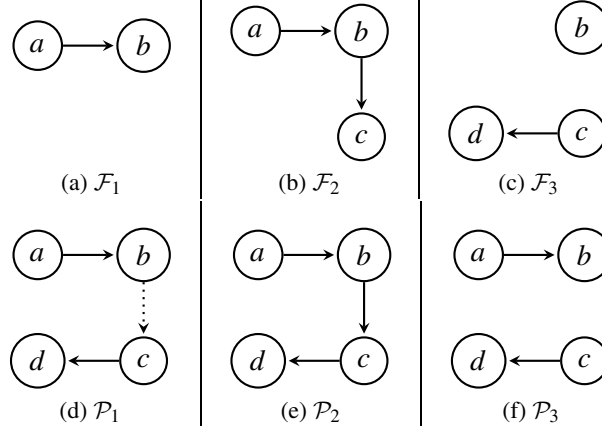 a b
a b
c
b
d c
(a) F₁
(b) F₂
(c) F₃
a b
d c
a b
d c
a b
d c
(d) P₁
(e) P₂
(f) P₃